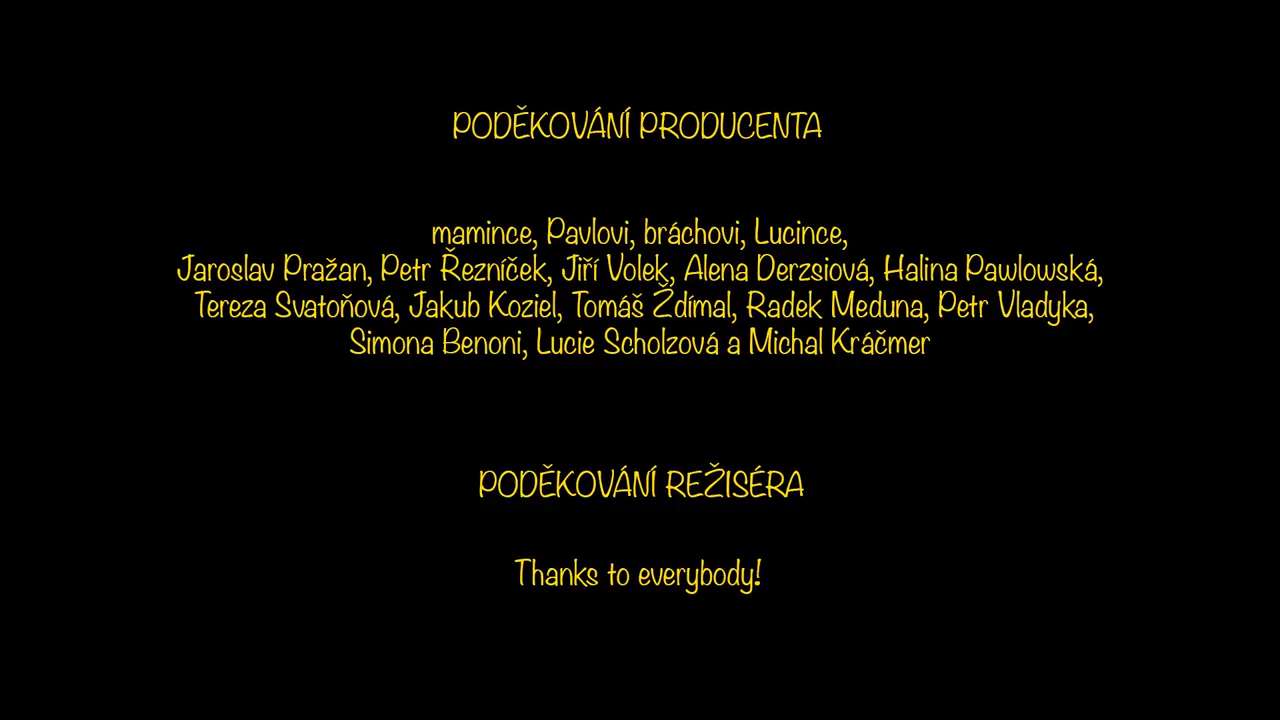 PODĚKOVÁNÍ PRODUCENTA
mamince, Pavlovi, bráchovi, Lucince,
Jaroslav Pražan, Petr Řezníček, Jiří Volek, Alena Derzsiová, Halina Pawlowská,
Tereza Svatoňová, Jakub Koziel, Tomáš Ždímal, Radek Meduna, Petr Vladyka,
Simona Benoni, Lucie Scholzová a Michal Kráčmer
PODĚKOVÁNÍ REŽISÉRA
Thanks to everybody!